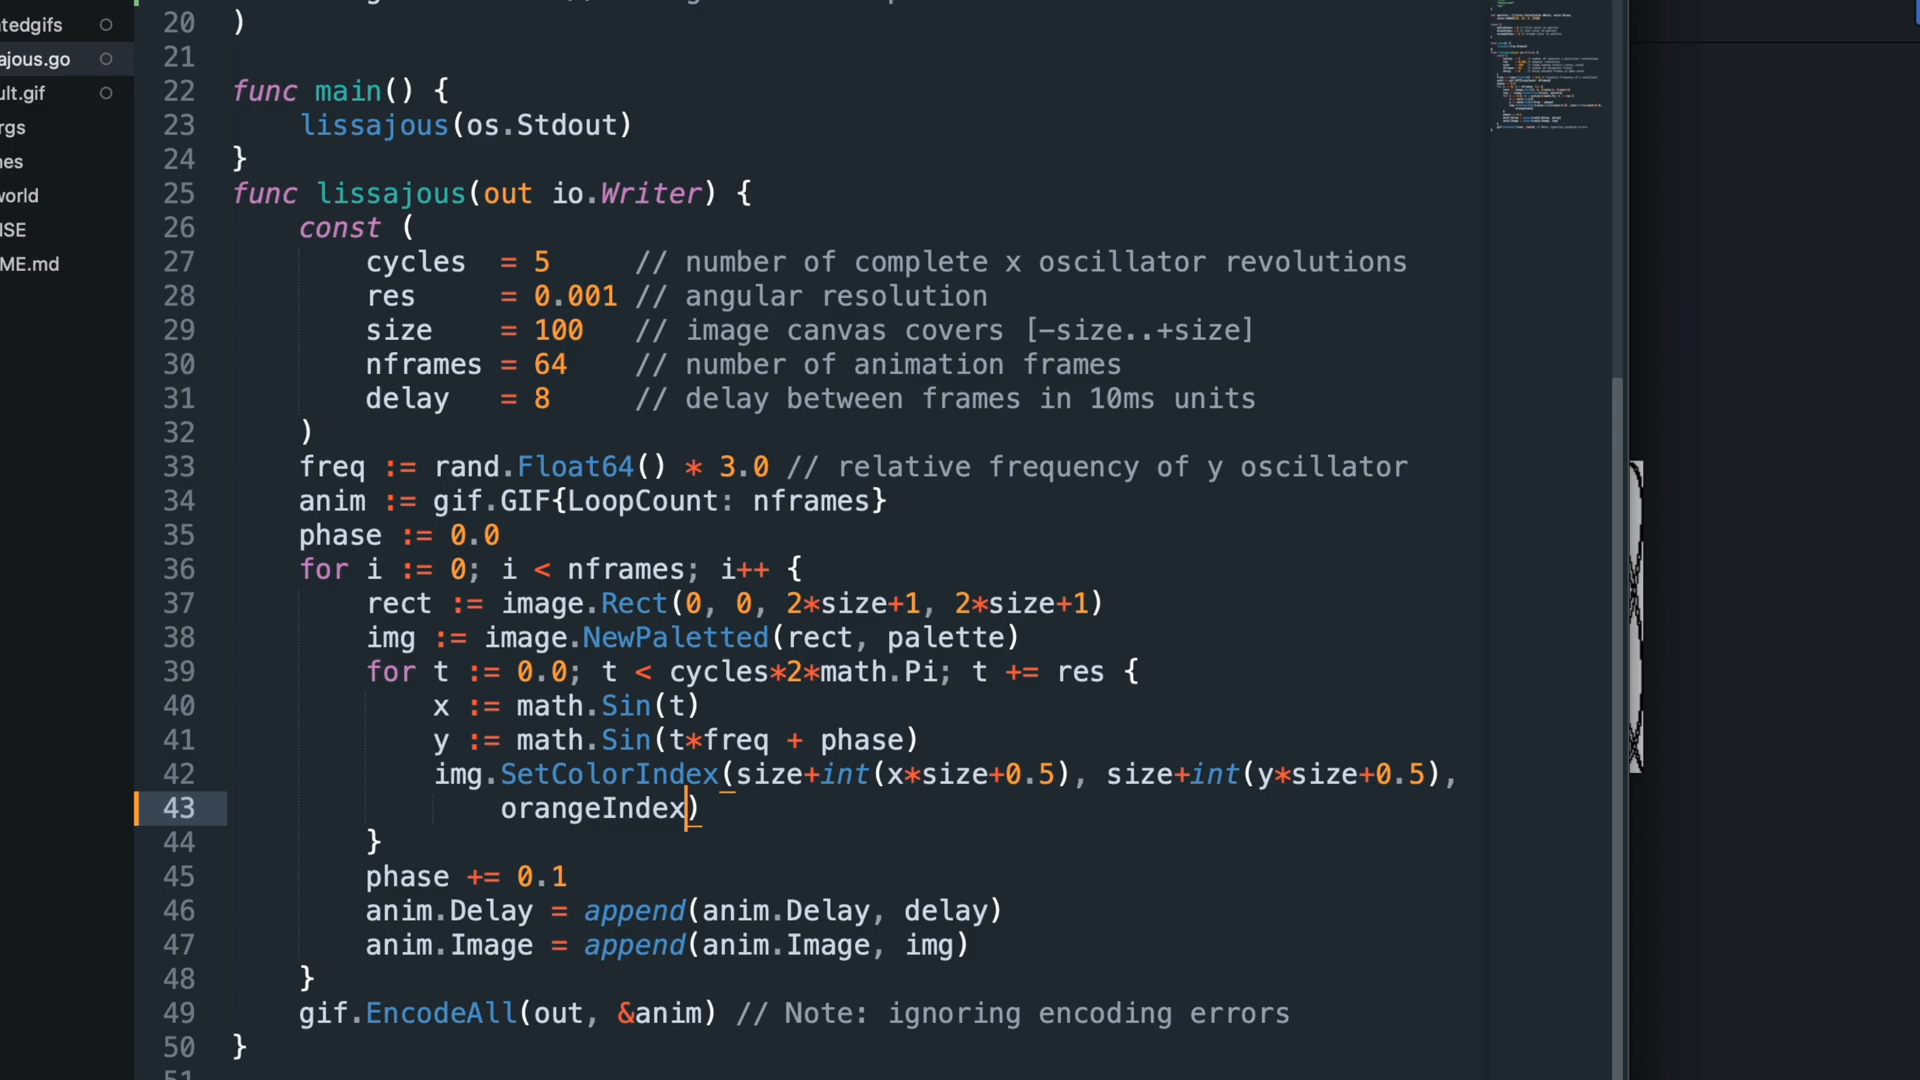 tedgifs
ajous.go
ult.gif
rgs
nes
world
NSE
ME.md
20 )
21
22 func main() {
23 lissajous(os.Stdout)
24 }
25 func lissajous(out io.Writer) {
26 const (
27 cycles = 5 // number of complete x oscillator revolutions
28 res = 0.001 // angular resolution
29 size = 100 // image canvas covers [-size..+size]
30 nframes = 64 // number of animation frames
31 delay = 8 // delay between frames in 10ms units
32 )
33 freq := rand.Float64() * 3.0 // relative frequency of y oscillator
34 anim := gif.GIF{LoopCount: nframes}
35 phase := 0.0
36 for i := 0; i < nframes; i++ {
37 rect := image.Rect(0, 0, 2*size+1, 2*size+1)
38 img := image.NewPaletted(rect, palette)
39 for t := 0.0; t < cycles*2*math.Pi; t += res {
40 x := math.Sin(t)
41 y := math.Sin(t*freq + phase)
42 img.SetColorIndex(size+int(x*size+0.5), size+int(y*size+0.5),
43 orangeIndex)
44 }
45 phase += 0.1
46 anim.Delay = append(anim.Delay, delay)
47 anim.Image = append(anim.Image, img)
48 }
49 gif.EncodeAll(out, &anim) // Note: ignoring encoding errors
50 }
51